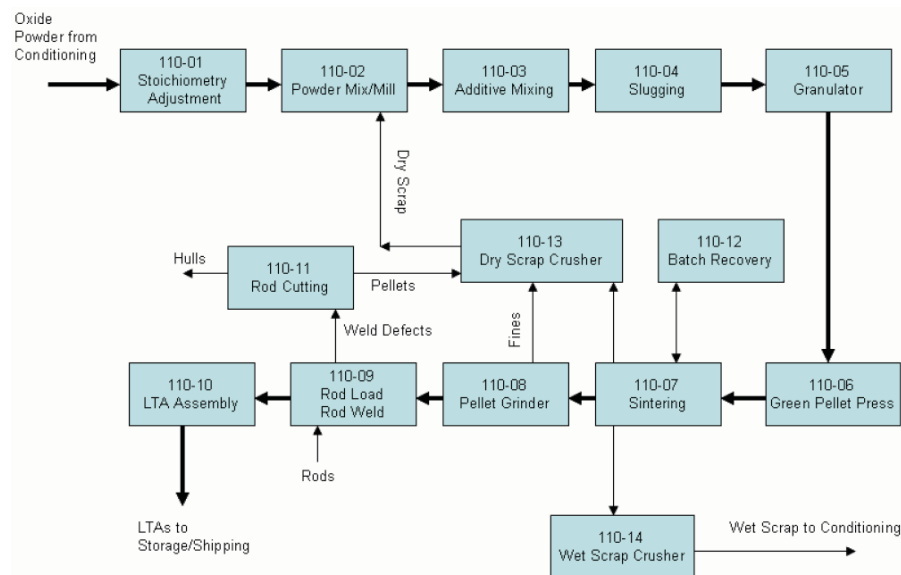 Oxide
Powder from
Conditioning
110-01
Stoichiometry
Adjustment
110-02
Powder Mix/Mill
110-03
Additive Mixing
110-04
Slugging
110-05
Granulator
Dry Scrap
110-13
Dry Scrap Crusher
110-12
Batch Recovery
Hulls
110-11
Rod Cutting
Pellets
Weld Defects
Fines
110-10
LTA Assembly
110-09
Rod Load
Rod Weld
110-08
Pellet Grinder
110-07
Sintering
110-06
Green Pellet Press
Rods
LTAs to
Storage/Shipping
110-14
Wet Scrap Crusher
Wet Scrap to Conditioning